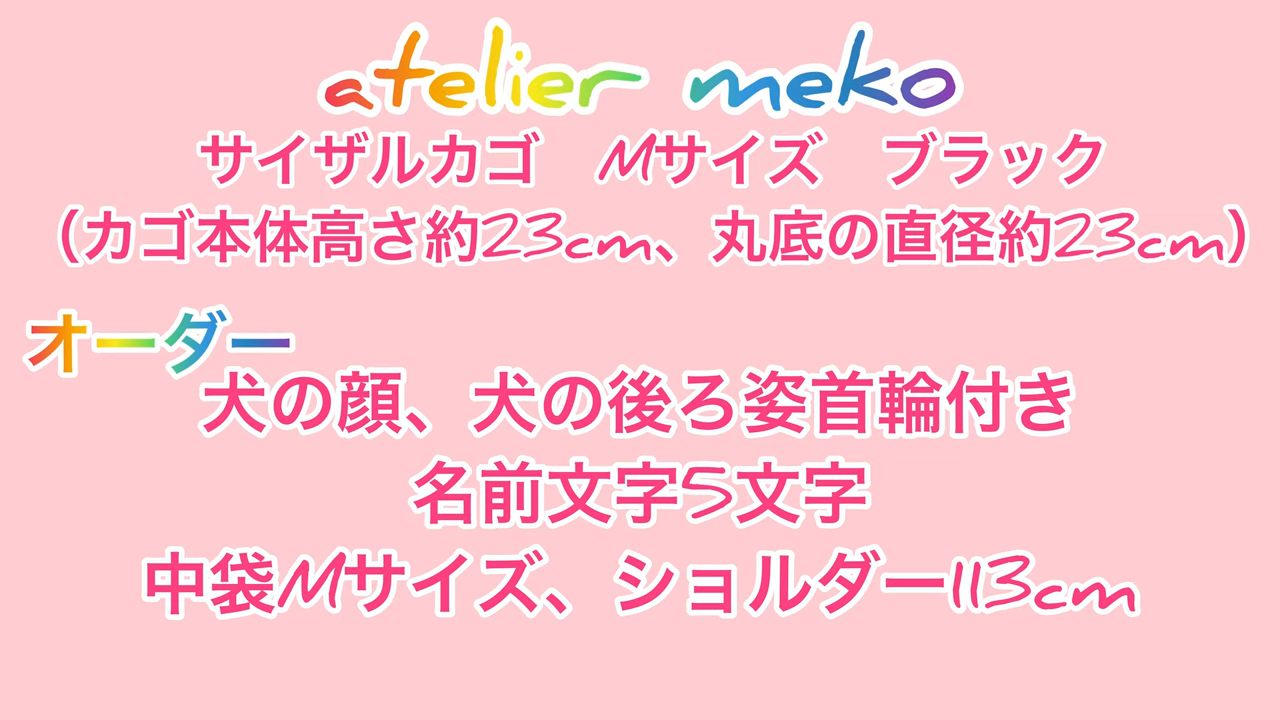 atelier meko
サイザルカゴ　Mサイズ　ブラック
（カゴ本体高さ約23cm、丸底の直径約23cm）
オーダー
犬の顔、犬の後ろ姿首輪付き
名前文字5文字
中袋Mサイズ、ショルダー113cm